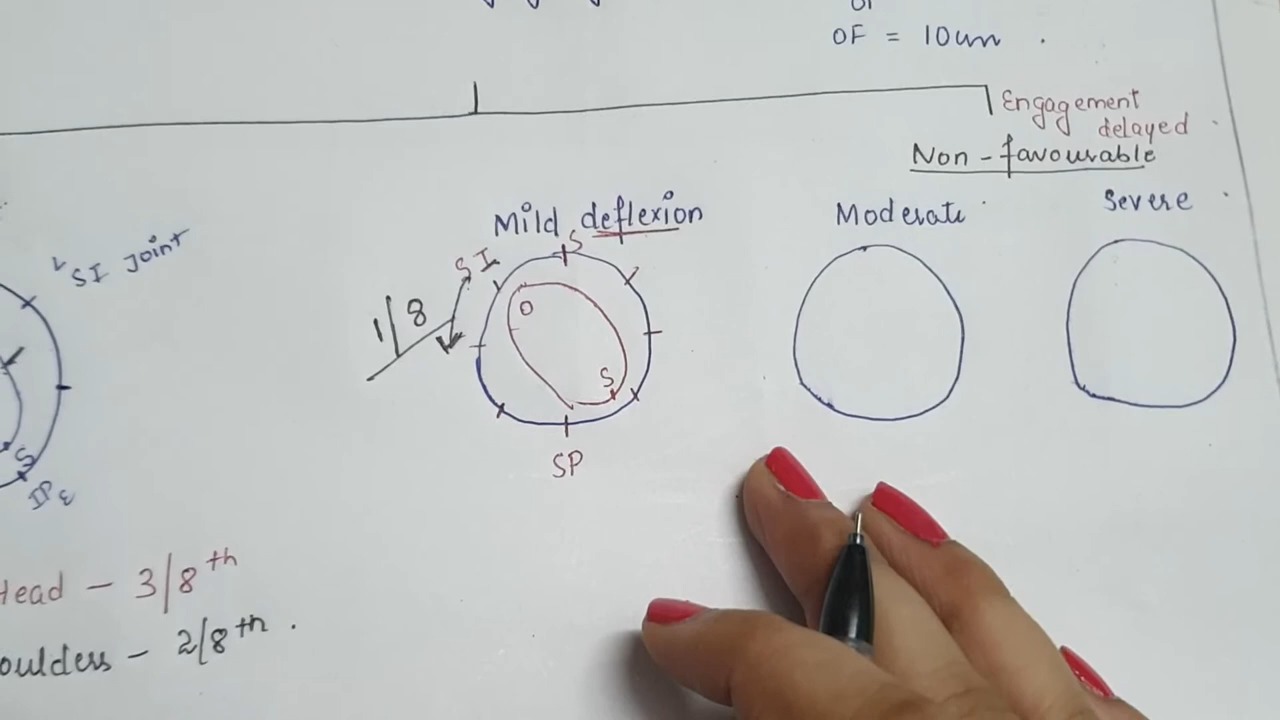 OF = 10cm .
Engagement
delayed
Non - favourable
Mild deflexion
Moderate
Severe
SI Joint
SI
S
1/8
O
S
SP
S
Head - 3/8th
oulders - 2/8th .